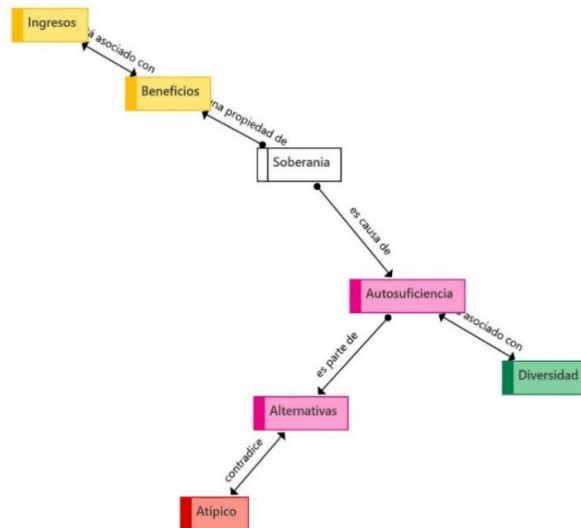 Ingresos
á asociado con
Beneficios
una propiedad de
Soberania
es causa de
Autosuficiencia
asociado con
es parte de
Diversidad
Alternativas
contradice
Atípico